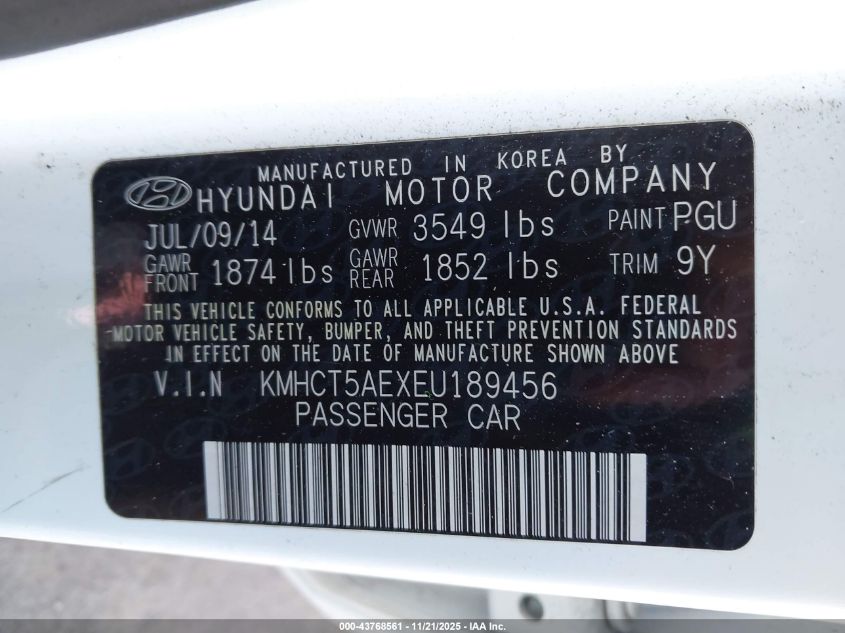 MANUFACTURED IN KOREA BY
HYUNDAI MOTOR COMPANY
JUL/09/14 GVWR 3549 lbs PAINT PGU
GAWR FRONT 1874 lbs GAWR REAR 1852 lbs TRIM 9Y
THIS VEHICLE CONFORMS TO ALL APPLICABLE U.S.A. FEDERAL
MOTOR VEHICLE SAFETY, BUMPER, AND THEFT PREVENTION STANDARDS
IN EFFECT ON THE DATE OF MANUFACTURE SHOWN ABOVE
V.I.N KMHCT5AEXEU189456
PASSENGER CAR
000-43768561 - 11/21/2025 - IAA Inc.